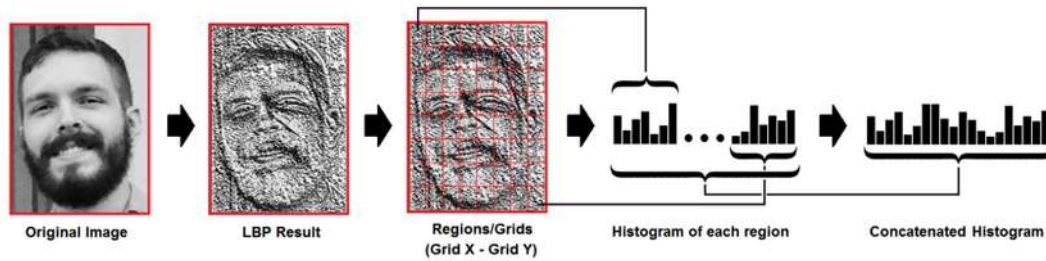 Original Image
LBP Result
Regions/Grids
(Grid X - Grid Y)
Histogram of each region
Concatenated Histogram